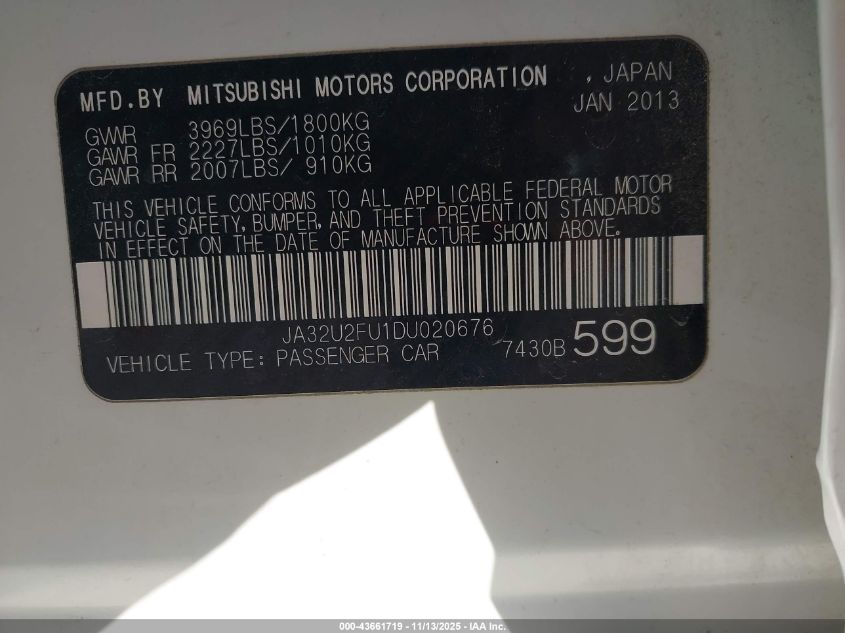 MFD.BY MITSUBISHI MOTORS CORPORATION , JAPAN
JAN 2013
GVWR 3969LBS/1800KG
GAWR FR 2227LBS/1010KG
GAWR RR 2007LBS/ 910KG
THIS VEHICLE CONFORMS TO ALL APPLICABLE FEDERAL MOTOR
VEHICLE SAFETY, BUMPER, AND THEFT PREVENTION STANDARDS
IN EFFECT ON THE DATE OF MANUFACTURE SHOWN ABOVE.
JA32U2FU1DU020676
VEHICLE TYPE: PASSENGER CAR 7430B 599
000-43661719 - 11/13/2025 - IAA Inc.